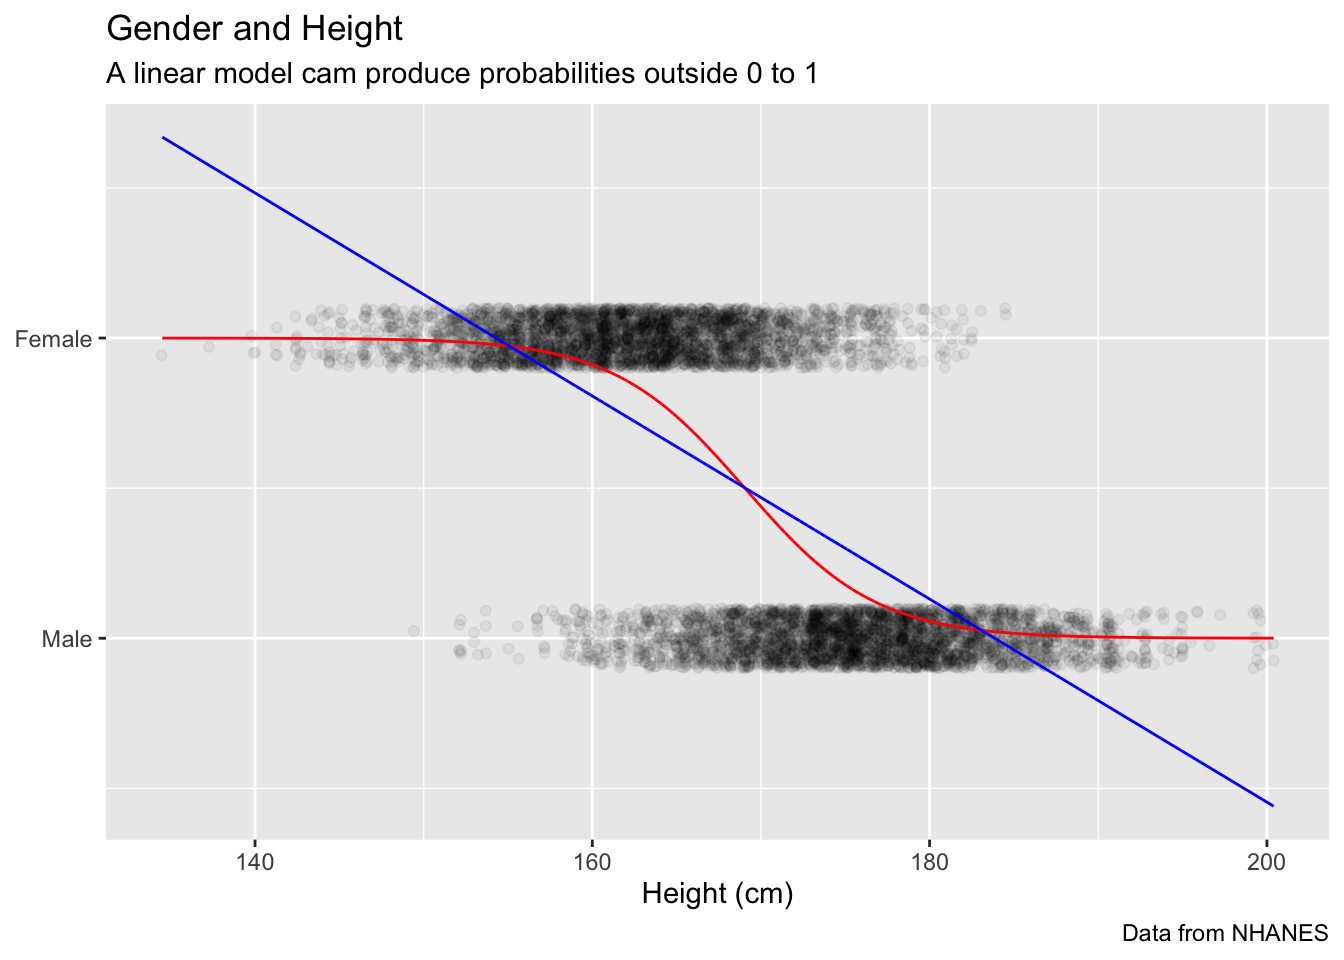 Gender and Height
A linear model cam produce probabilities outside 0 to 1
Female
Male
140 160 180 200
Height (cm)
Data from NHANES